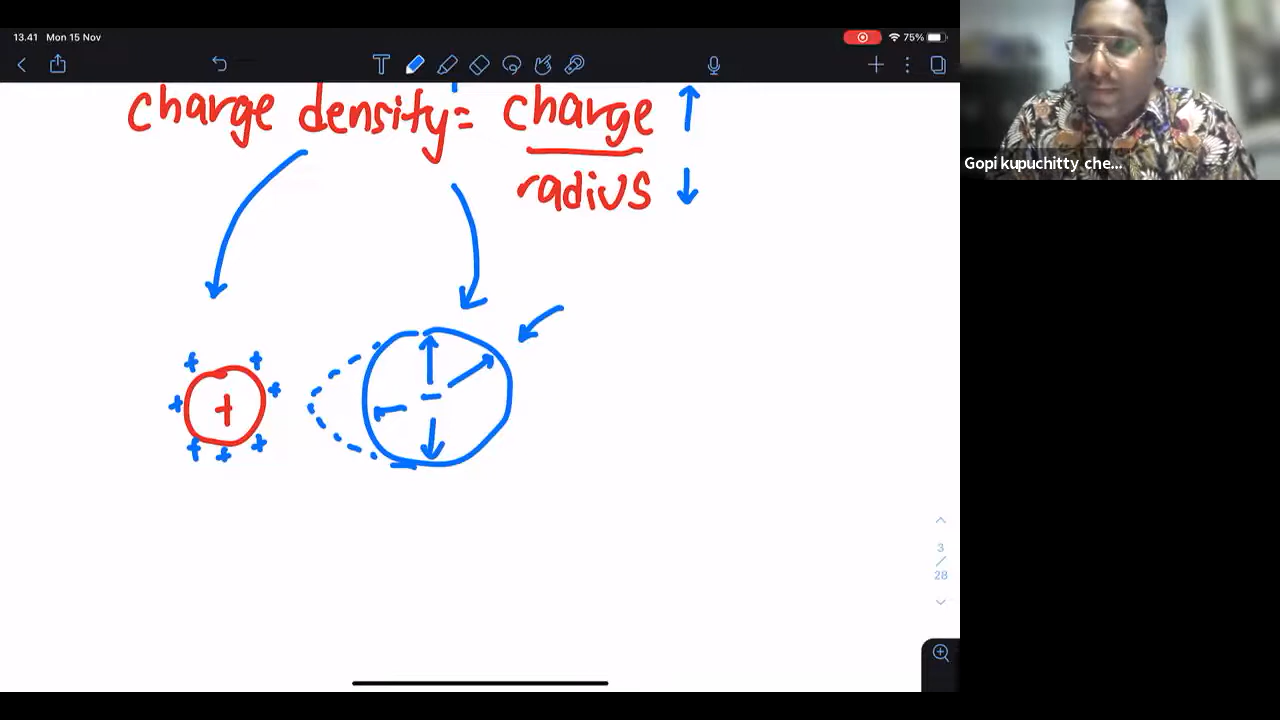 13.41 Mon 15 Nov
75%
T
charge density = charge
radius
+ +
+ + +
+ + +
+
-
3
/
28
Gopi kupuchitty che...